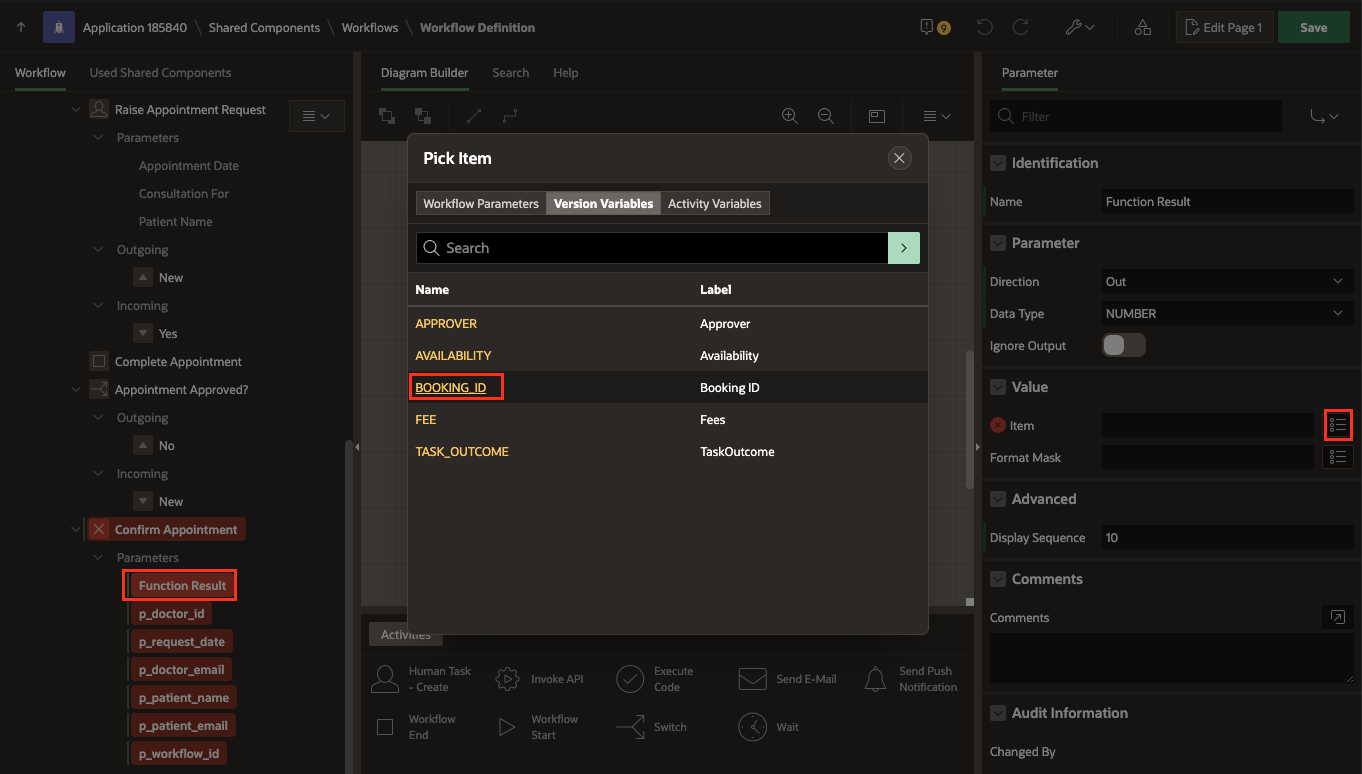 Application 185840 \ Shared Components \ Workflows \ Workflow Definition
9
Edit Page 1
Save
Workflow
Used Shared Components
Raise Appointment Request
Parameters
Appointment Date
Consultation For
Patient Name
Outgoing
New
Incoming
Yes
Complete Appointment
Appointment Approved?
Outgoing
No
Incoming
New
Confirm Appointment
Parameters
Function Result
p_doctor_id
p_request_date
p_doctor_email
p_patient_name
p_patient_email
p_workflow_id
Diagram Builder
Search
Help
Pick Item
Workflow Parameters
Version Variables
Activity Variables
Search
Name
Label
APPROVER
Approver
AVAILABILITY
Availability
BOOKING_ID
Booking ID
FEE
Fees
TASK_OUTCOME
TaskOutcome
Activities
Human Task
- Create
Invoke API
Execute
Code
Send E-Mail
Send Push
Notification
Workflow
End
Workflow
Start
Switch
Wait
Parameter
Filter
Identification
Name
Function Result
Parameter
Direction
Out
Data Type
NUMBER
Ignore Output
Value
Item
Format Mask
Advanced
Display Sequence
10
Comments
Comments
Audit Information
Changed By